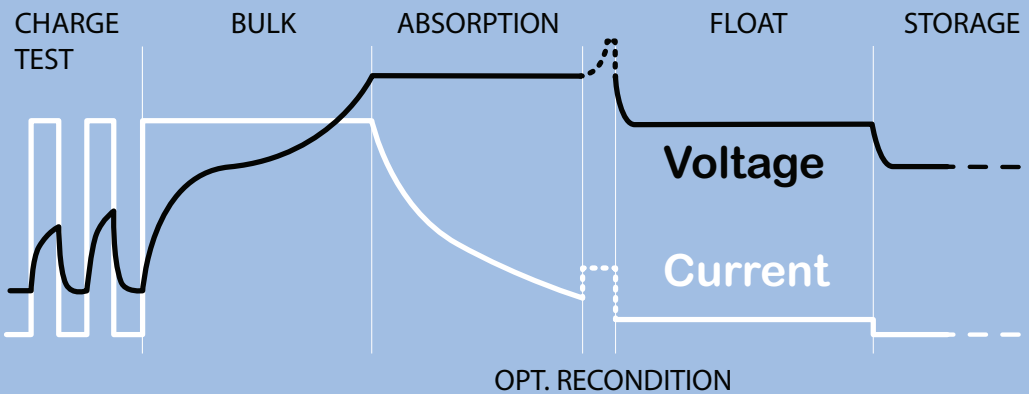 CHARGE
TEST
BULK
ABSORPTION
FLOAT
STORAGE
Voltage
Current
OPT. RECONDITION